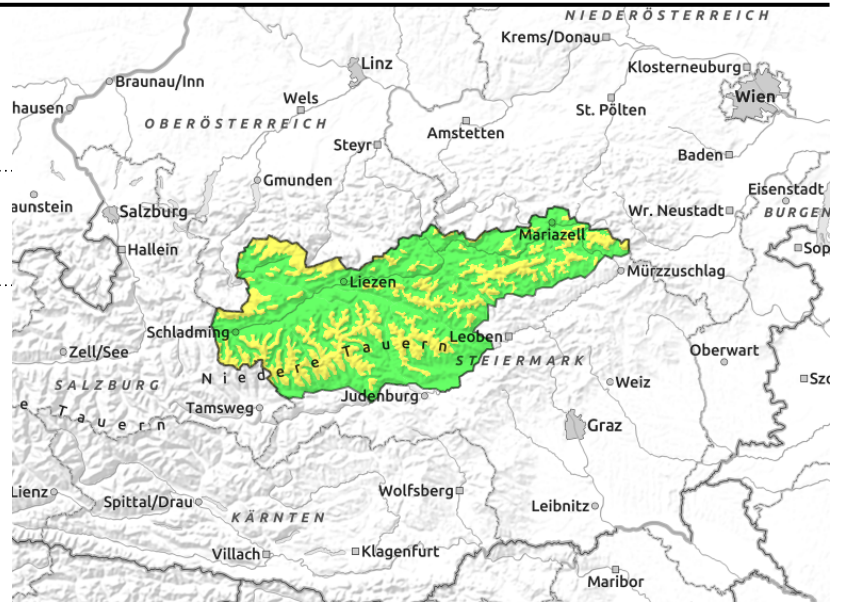 NIEDERÖSTERREICH
Krems/Donau
Linz
Klosterneuburg
Braunau/Inn
Wien
Wels
hausen
St. Pölten
OBERÖSTERREICH
Amstetten
Steyr
Baden
Gmunden
Eisenstadt
aunstein
Salzburg
Wr. Neustadt
BURGEN
Mariazell
Hallein
Sop
Mürzzuschlag
Liezen
Schladming
Leoben
Zell/See
Niedere Tauern
STEIERMARK
Oberwart
SALZBURG
Weiz
Szo
e Tauern
Tamsweg
Judenburg
Graz
Lienz
Spittal/Drau
Wolfsberg
Leibnitz
KÄRNTEN
Villach
Klagenfurt
Maribor